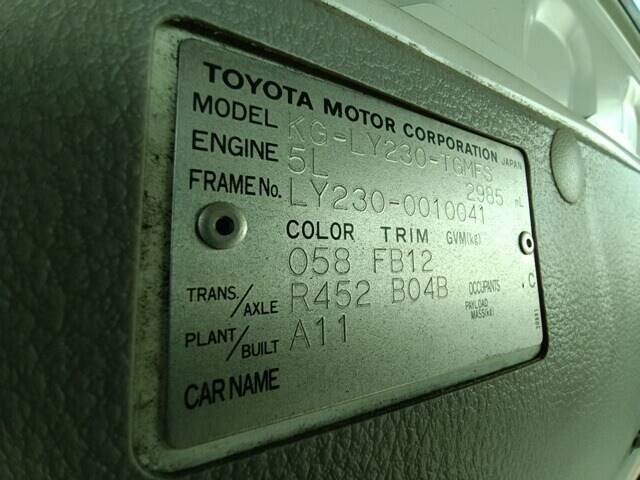 TOYOTA MOTOR CORPORATION JAPAN
MODEL KG-LY230-TGMFS
ENGINE 5L 2985 mL
FRAME No. LY230-0010041
COLOR TRIM GVM(kg)
058 FB12
TRANS./AXLE R452 B04B OCCUPANTS
PAYLOAD MASS(kg)
PLANT/BUILT A11
CAR NAME